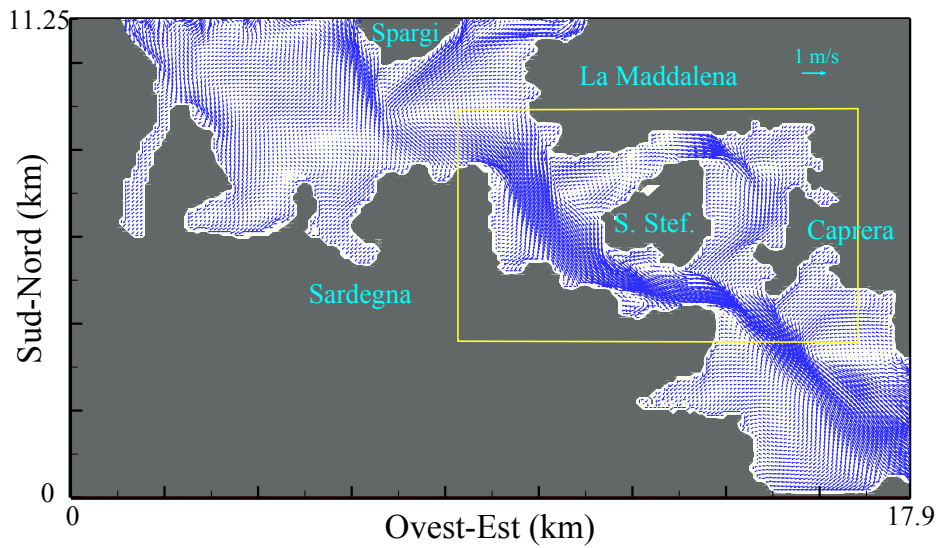 11.25
Spargi
1 m/s
La Maddalena
S. Stef.
Caprera
Sardegna
Sud-Nord (km)
0
0
17.9
Ovest-Est (km)